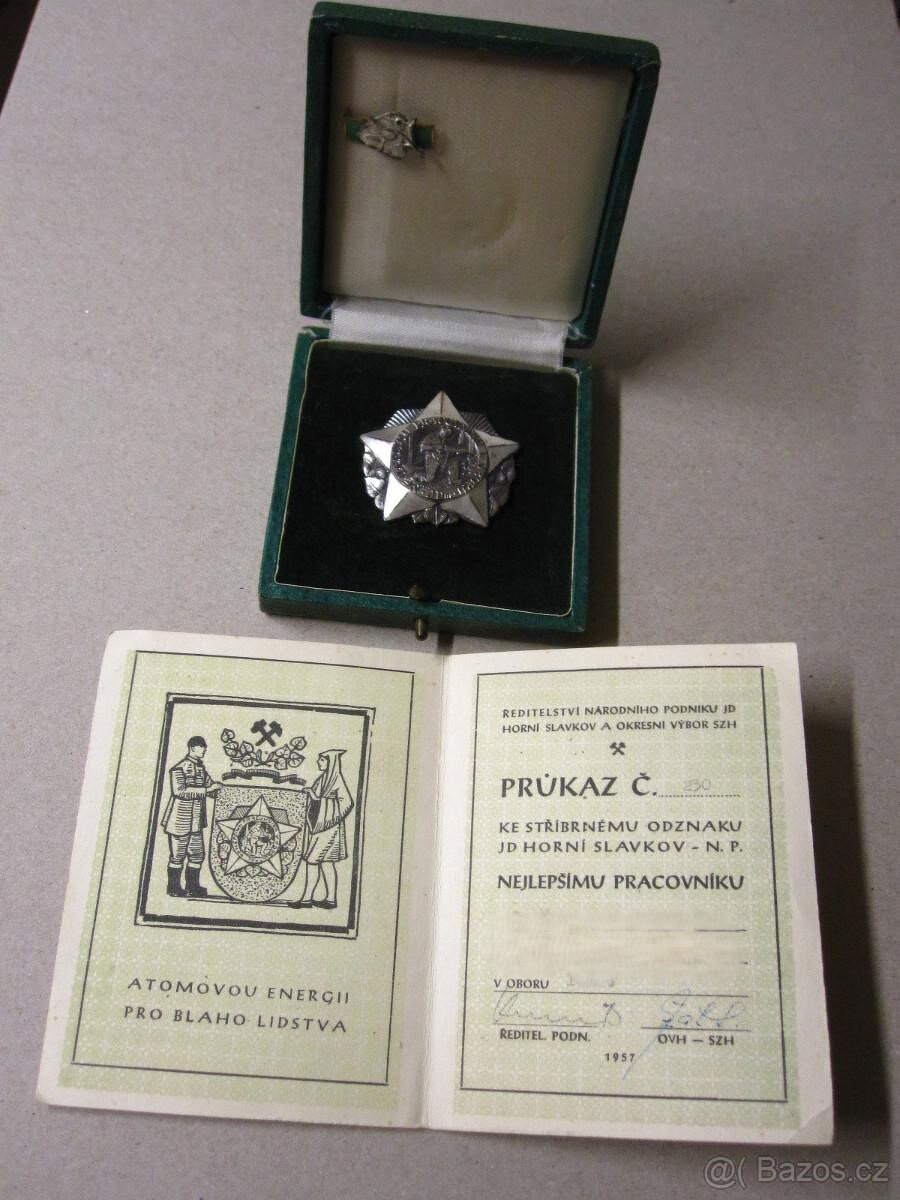 ATOMOVOU ENERGII
PRO BLAHO LIDSTVA
ŘEDITELSTVÍ NÁRODNÍHO PODNIKU JD
HORNÍ SLAVKOV A OKRESNÍ VÝBOR SZH
PRŮKAZ Č. 230
KE STŘÍBRNÉMU ODZNAKU
JD HORNÍ SLAVKOV - N. P.
NEJLEPŠÍMU PRACOVNÍKU
V OBORU
ŘEDITEL. PODN. OVH — SZH
1957
@( Bazos.cz